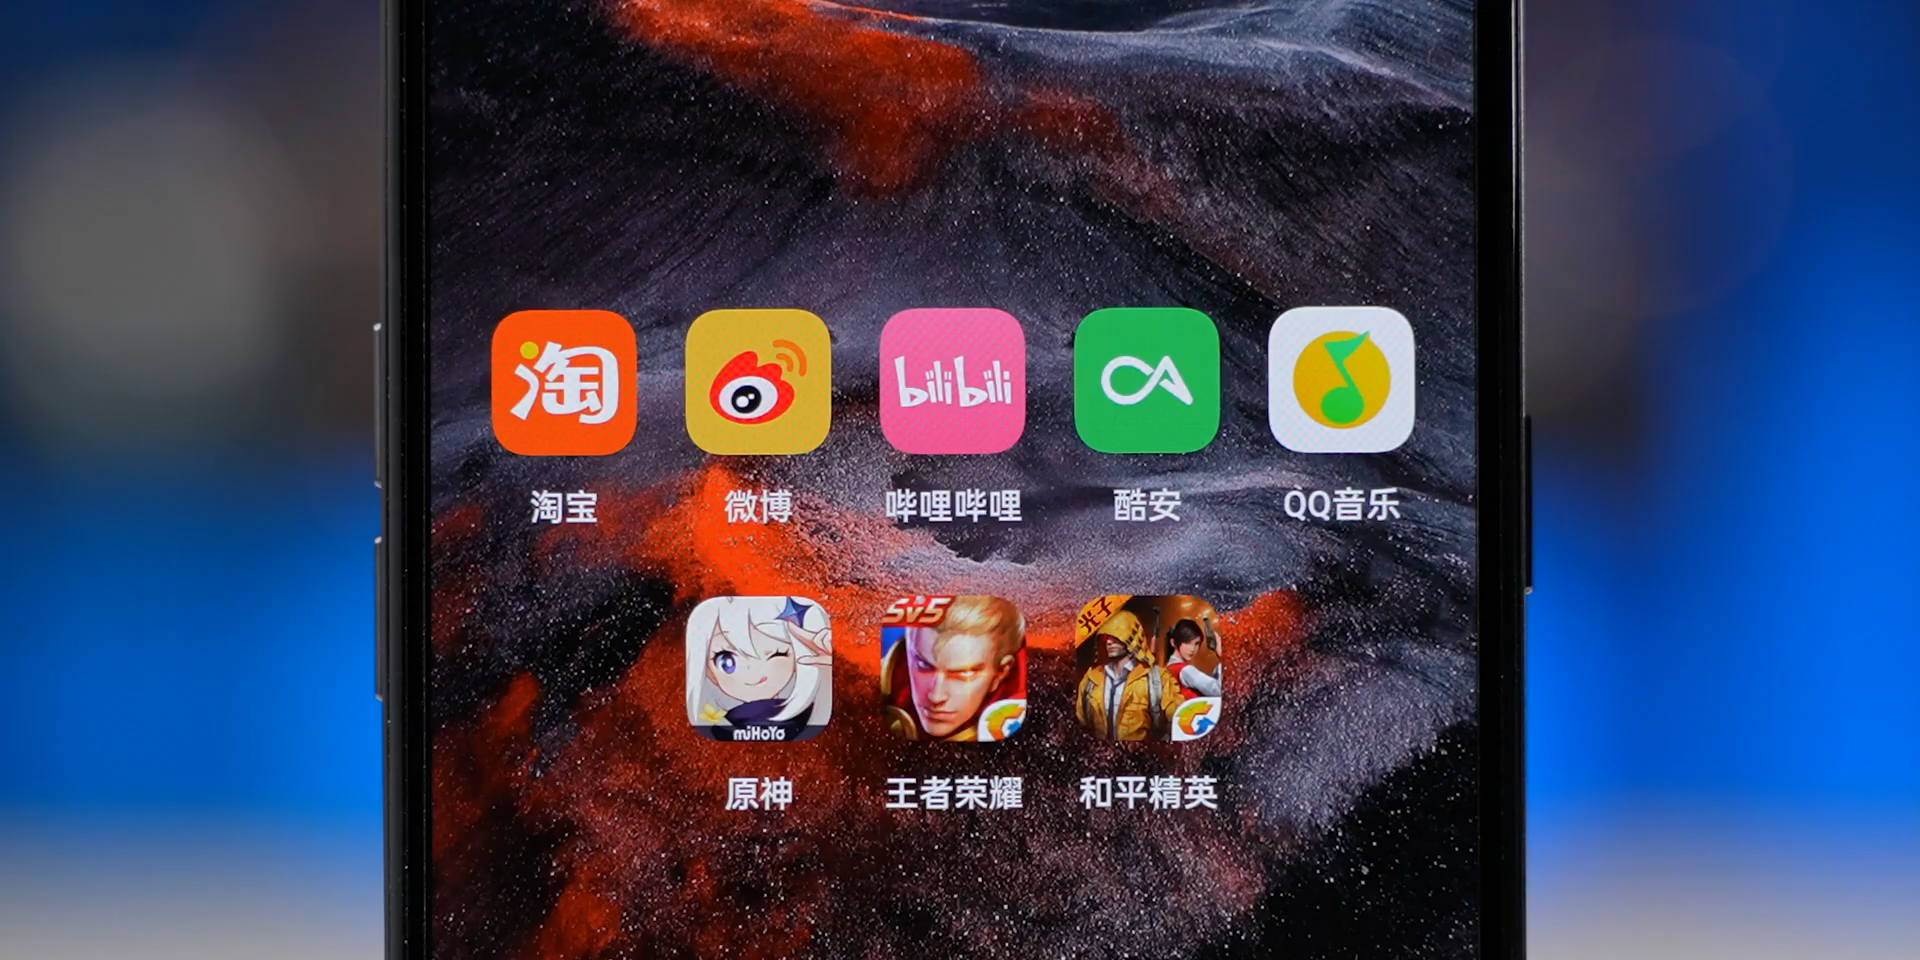 淘
bilibili
淘宝
微博
哔哩哔哩
酷安
QQ音乐
5v5
光子
miHoYo
原神
王者荣耀
和平精英